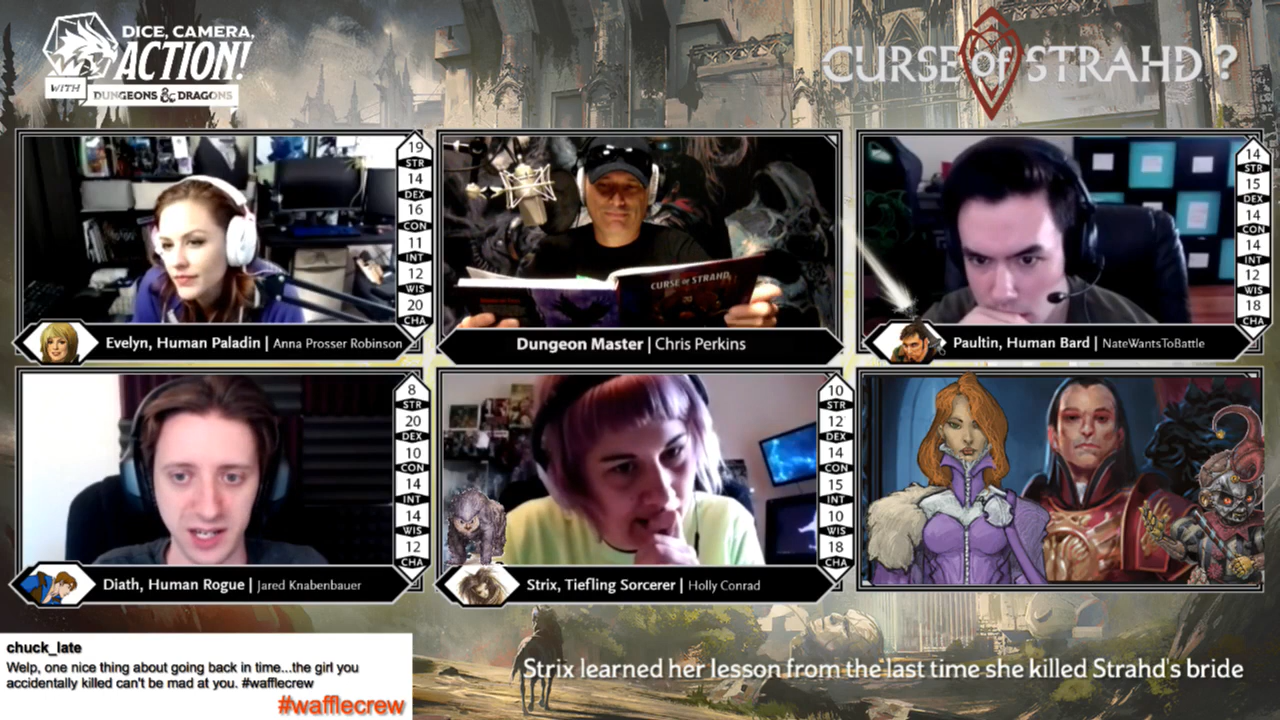 DICE, CAMERA,
ACTION!
WITH
DUNGEONS & DRAGONS
CURSE of STRAHD ?
19
STR
14
DEX
16
CON
11
INT
12
WIS
20
CHA
Evelyn, Human Paladin | Anna Prosser Robinson
CURSE OF STRAHD
Dungeon Master | Chris Perkins
14
STR
15
DEX
14
CON
14
INT
12
WIS
18
CHA
Paultin, Human Bard | NateWantsToBattle
8
STR
20
DEX
10
CON
14
INT
14
WIS
12
CHA
Diath, Human Rogue | Jared Knabenbauer
10
STR
12
DEX
14
CON
15
INT
10
WIS
18
CHA
Strix, Tiefling Sorcerer | Holly Conrad
chuck_late
Welp, one nice thing about going back in time...the girl you
accidentally killed can't be mad at you. #wafflecrew
#wafflecrew
Strix learned her lesson from the last time she killed Strahd's bride